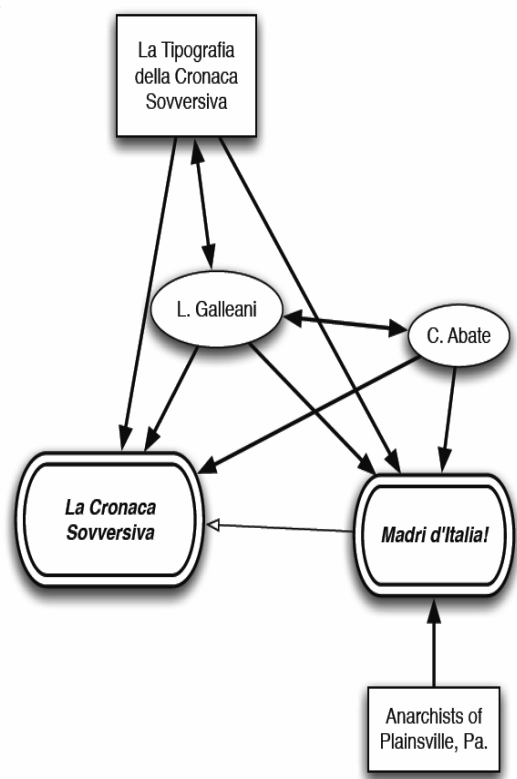 La Tipografia
della Cronaca
Sovversiva
L. Galleani
C. Abate
La Cronaca
Sovversiva
Madri d'Italia!
Anarchists of
Plainsville, Pa.